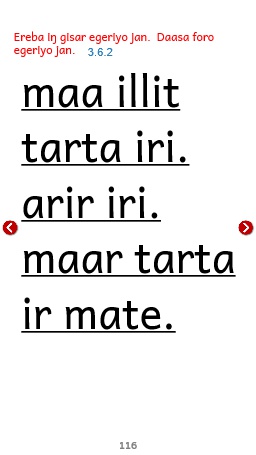 Ereba iŋ gisar egeriyo jan.  Daasa foro
egeriyo jan.    3.6.2
maa illit
tarta iri.
arir iri.
maar tarta
ir mate.
116